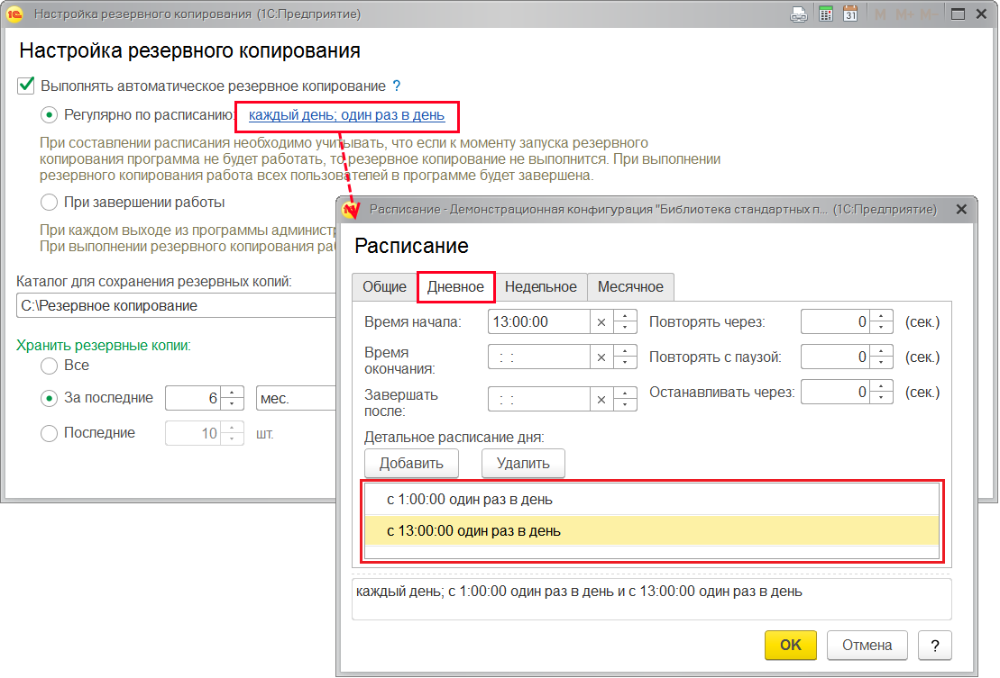 Настройка резервного копирования (1С:Предприятие)
31 M M+ M-
Настройка резервного копирования
Выполнять автоматическое резервное копирование ?
Регулярно по расписанию: каждый день; один раз в день
При составлении расписания необходимо учитывать, что если к моменту запуска резервного
копирования программа не будет работать, то резервное копирование не выполнится. При выполнении
резервного копирования работа всех пользователей в программе будет завершена.
При завершении работы
При каждом выходе из программы админист
При выполнении резервного копирования ра
Каталог для сохранения резервных копий:
C:\Резервное копирование
Хранить резервные копии:
Все
За последние 6 мес.
Последние 10 шт.
Расписание - Демонстрационная конфигурация "Библиотека стандартных п... (1С:Предприятие)
Расписание
Общие Дневное Недельное Месячное
Время начала: 13:00:00 Повторять через: 0 (сек.)
Время
окончания: : : Повторять с паузой: 0 (сек.)
Завершать
после: : : Останавливать через: 0 (сек.)
Детальное расписание дня:
Добавить Удалить
с 1:00:00 один раз в день
с 13:00:00 один раз в день
каждый день; с 1:00:00 один раз в день и с 13:00:00 один раз в день
OK Отмена ?